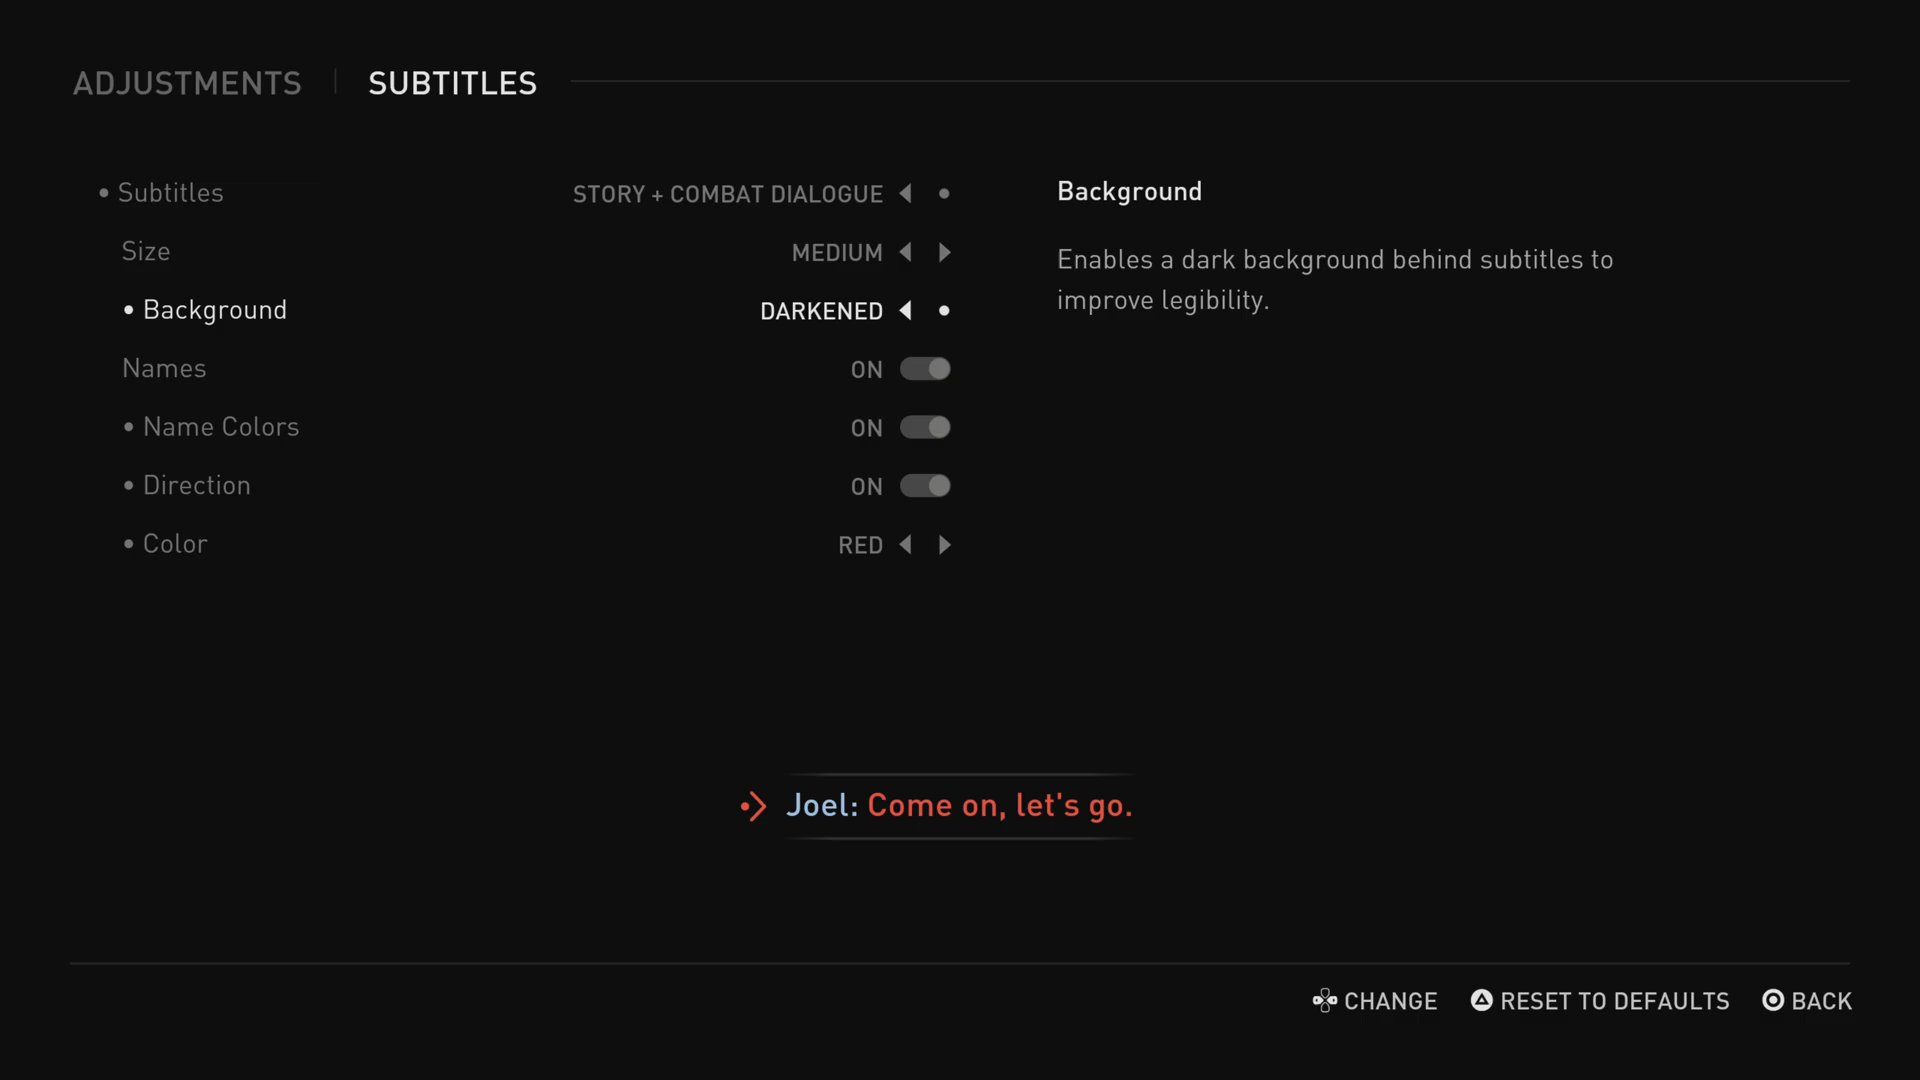 ADJUSTMENTS | SUBTITLES
• Subtitles STORY + COMBAT DIALOGUE
Size MEDIUM
• Background DARKENED
Names ON
• Name Colors ON
• Direction ON
• Color RED
Background
Enables a dark background behind subtitles to
improve legibility.
Joel: Come on, let's go.
CHANGE RESET TO DEFAULTS BACK